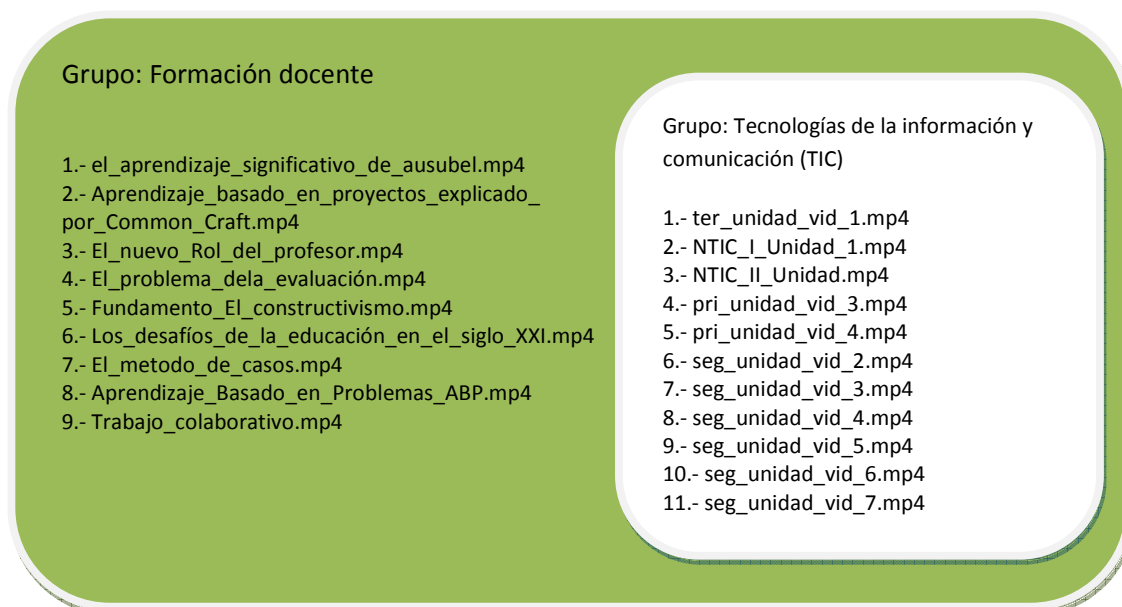 Grupo: Formación docente
1.- el_aprendizaje_significativo_de_ausubel.mp4
2.- Aprendizaje_basado_en_proyectos_explicado_
por_Common_Craft.mp4
3.- El_nuevo_Rol_del_profesor.mp4
4.- El_problema_dela_evaluación.mp4
5.- Fundamento_El_constructivismo.mp4
6.- Los_desafíos_de_la_educación_en_el_siglo_XXI.mp4
7.- El_metodo_de_casos.mp4
8.- Aprendizaje_Basado_en_Problemas_ABP.mp4
9.- Trabajo_colaborativo.mp4
Grupo: Tecnologías de la información y
comunicación (TIC)
1.- ter_unidad_vid_1.mp4
2.- NTIC_I_Unidad_1.mp4
3.- NTIC_II_Unidad.mp4
4.- pri_unidad_vid_3.mp4
5.- pri_unidad_vid_4.mp4
6.- seg_unidad_vid_2.mp4
7.- seg_unidad_vid_3.mp4
8.- seg_unidad_vid_4.mp4
9.- seg_unidad_vid_5.mp4
10.- seg_unidad_vid_6.mp4
11.- seg_unidad_vid_7.mp4